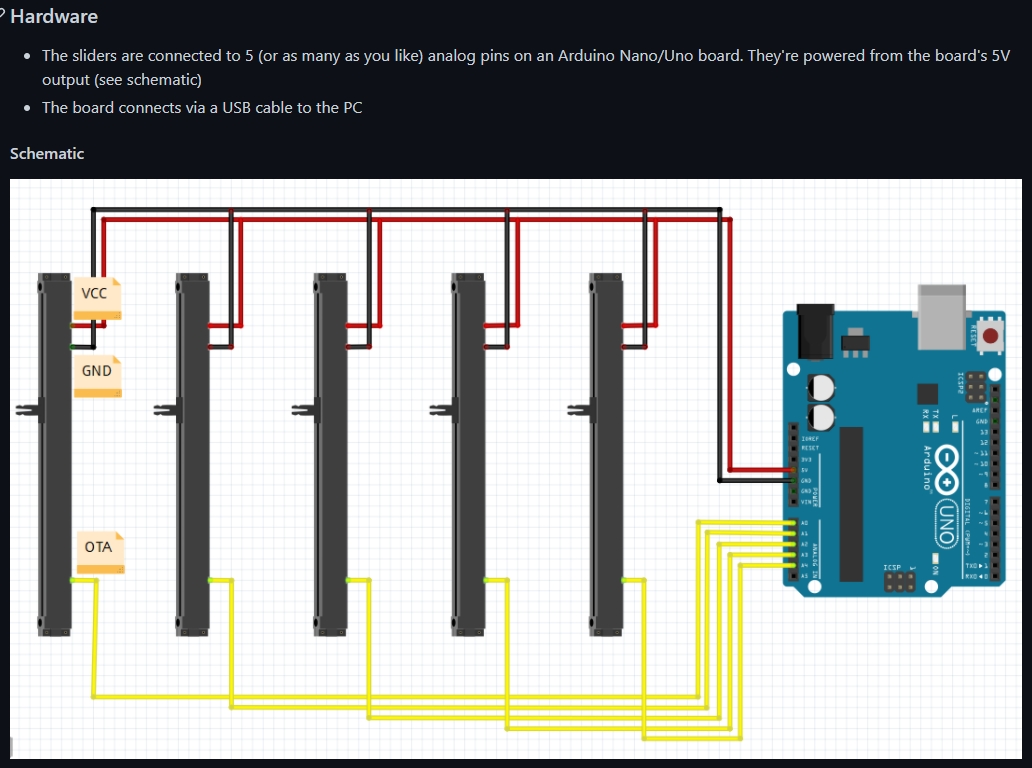 Hardware
The sliders are connected to 5 (or as many as you like) analog pins on an Arduino Nano/Uno board. They're powered from the board's 5V
output (see schematic)
The board connects via a USB cable to the PC
Schematic
VCC
GND
OTA
RESET
ICSP2
AREF
GND
13
12
~11
~10
~9
8
RX
TX
L
IOREF
RESET
3V3
5V
GND
GND
VIN
POWER
Arduino
UNO
7
~6
~5
4
~3
2
TXD▶1
RXD◀0
DIGITAL (PWM~)
A0
A1
A2
A3
A4
A5
ANALOG IN
ICSP
ON